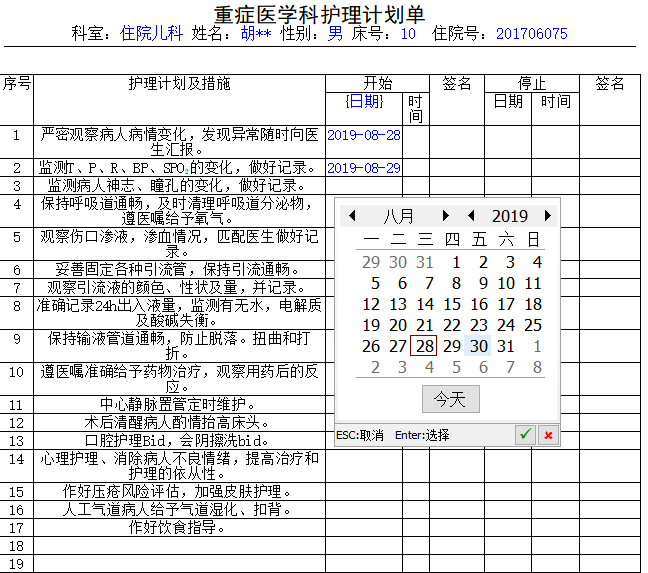 重症医学科护理计划单
科室：住院儿科 姓名：胡** 性别：男 床号：10 住院号：201706075
序号 护理计划及措施 开始 签名 停止 签名
{日期} 时间 日期 时间
1 严密观察病人病情变化，发现异常随时向医生汇报。 2019-08-28
2 监测T、P、R、BP、SPO₂的变化，做好记录。 2019-08-29
3 监测病人神志、瞳孔的变化，做好记录。
4 保持呼吸道通畅，及时清理呼吸道分泌物，遵医嘱给予氧气。
5 观察伤口渗液，渗血情况，匹配医生做好记录。
6 妥善固定各种引流管，保持引流通畅。
7 观察引流液的颜色、性状及量，并记录。
8 准确记录24h出入液量，监测有无水，电解质及酸碱失衡。
9 保持输液管道通畅，防止脱落。扭曲和打折。
10 遵医嘱准确给予药物治疗，观察用药后的反应。
11 中心静脉置管定时维护。
12 术后清醒病人酌情抬高床头。
13 口腔护理Bid，会阴擦洗bid。
14 心理护理、消除病人不良情绪，提高治疗和护理的依从性。
15 作好压疮风险评估，加强皮肤护理。
16 人工气道病人给予气道湿化、扣背。
17 作好饮食指导。
18
19
八月 2019
一 二 三 四 五 六 日
29 30 31 1 2 3 4
5 6 7 8 9 10 11
12 13 14 15 16 17 18
19 20 21 22 23 24 25
26 27 28 29 30 31 1
2 3 4 5 6 7 8
今天
ESC:取消 Enter:选择